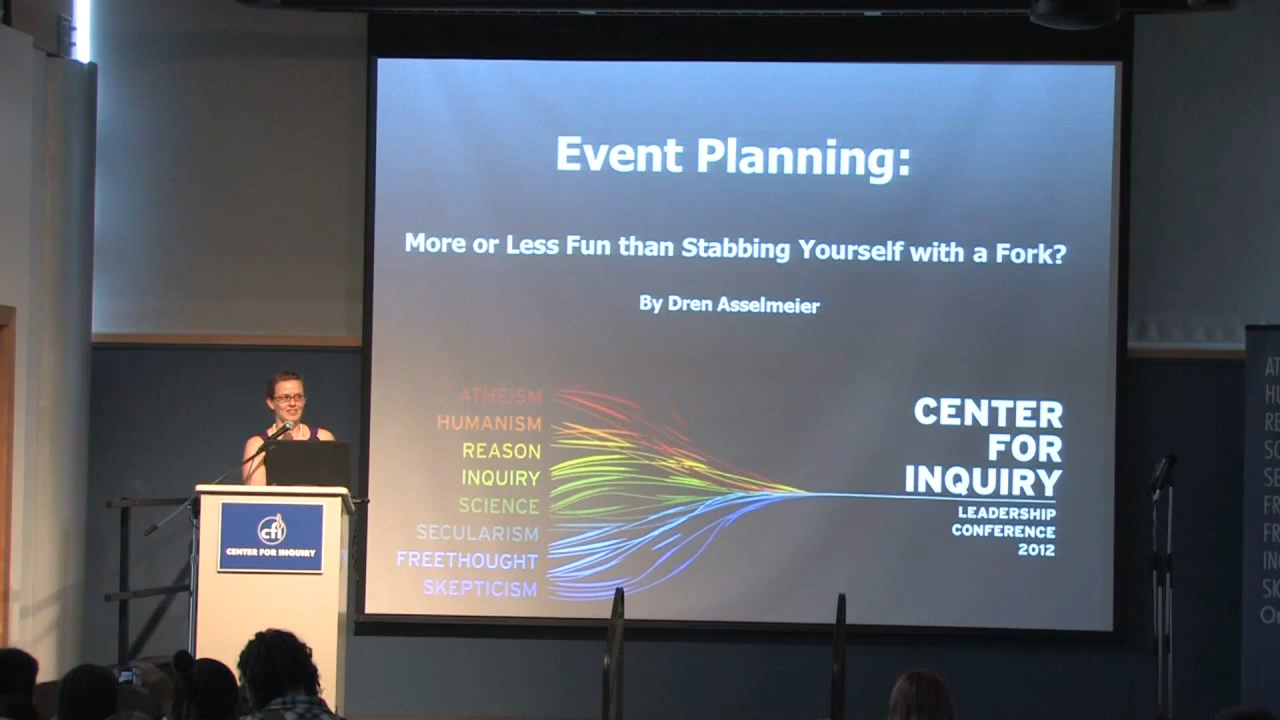 Event Planning:
More or Less Fun than Stabbing Yourself with a Fork?
By Dren Asselmeier
ATHEISM
HUMANISM
REASON
INQUIRY
SCIENCE
SECULARISM
FREETHOUGHT
SKEPTICISM
CENTER
FOR
INQUIRY
LEADERSHIP
CONFERENCE
2012
cfi
CENTER FOR INQUIRY